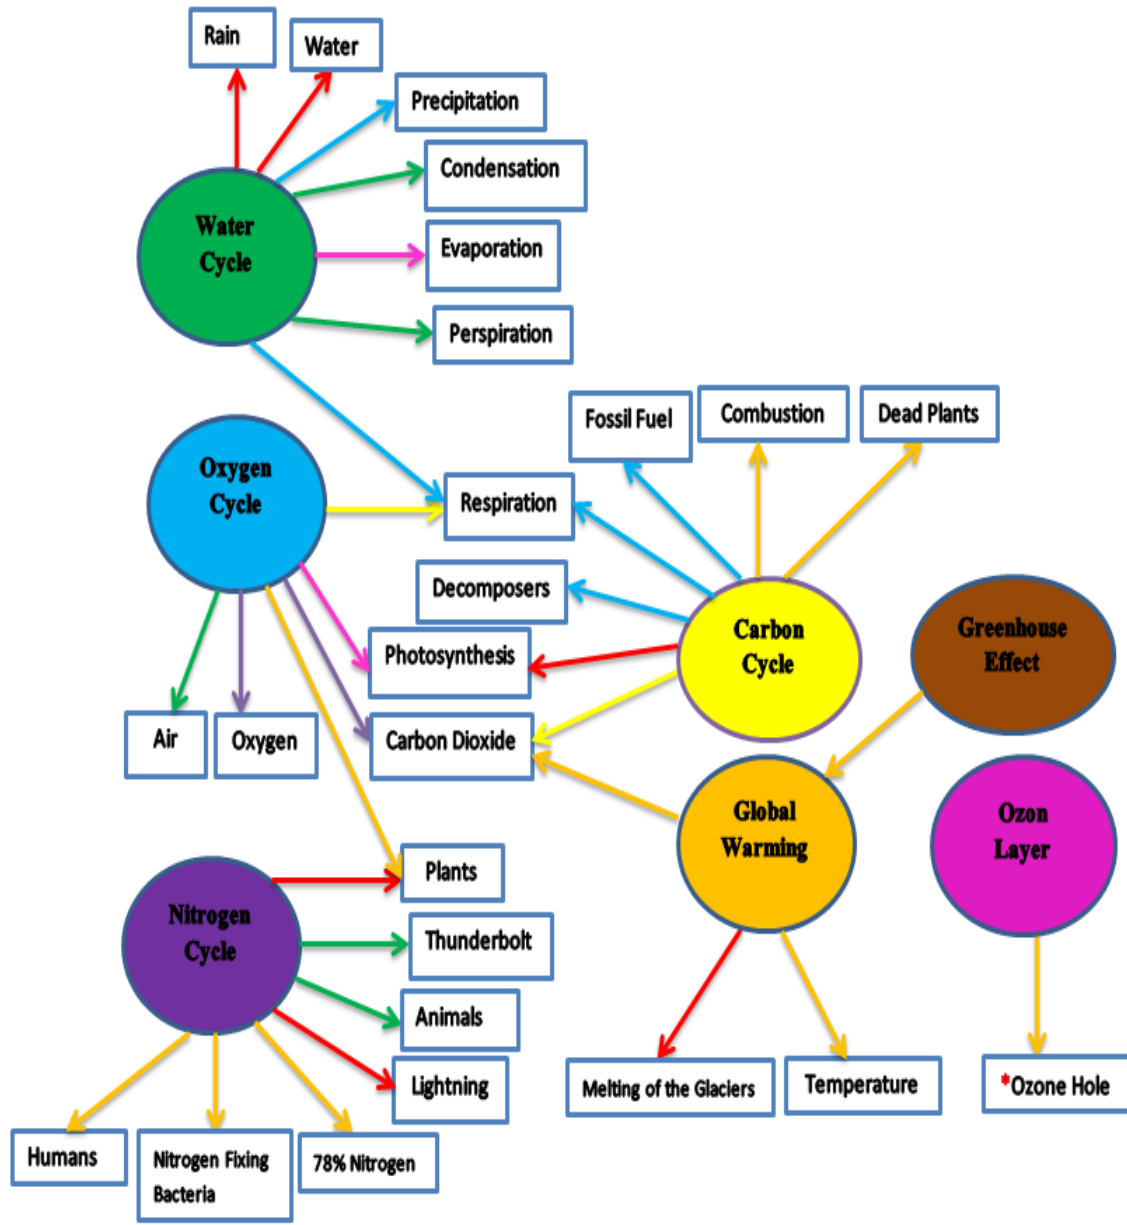 Rain
Water
Precipitation
Condensation
Water
Cycle
Evaporation
Perspiration
Fossil Fuel
Combustion
Dead Plants
Oxygen
Cycle
Respiration
Decomposers
Carbon
Cycle
Greenhouse
Effect
Photosynthesis
Air
Oxygen
Carbon Dioxide
Global
Warming
Ozon
Layer
Plants
Nitrogen
Cycle
Thunderbolt
Animals
Lightning
Melting of the Glaciers
Temperature
*Ozone Hole
Humans
Nitrogen Fixing
Bacteria
78% Nitrogen